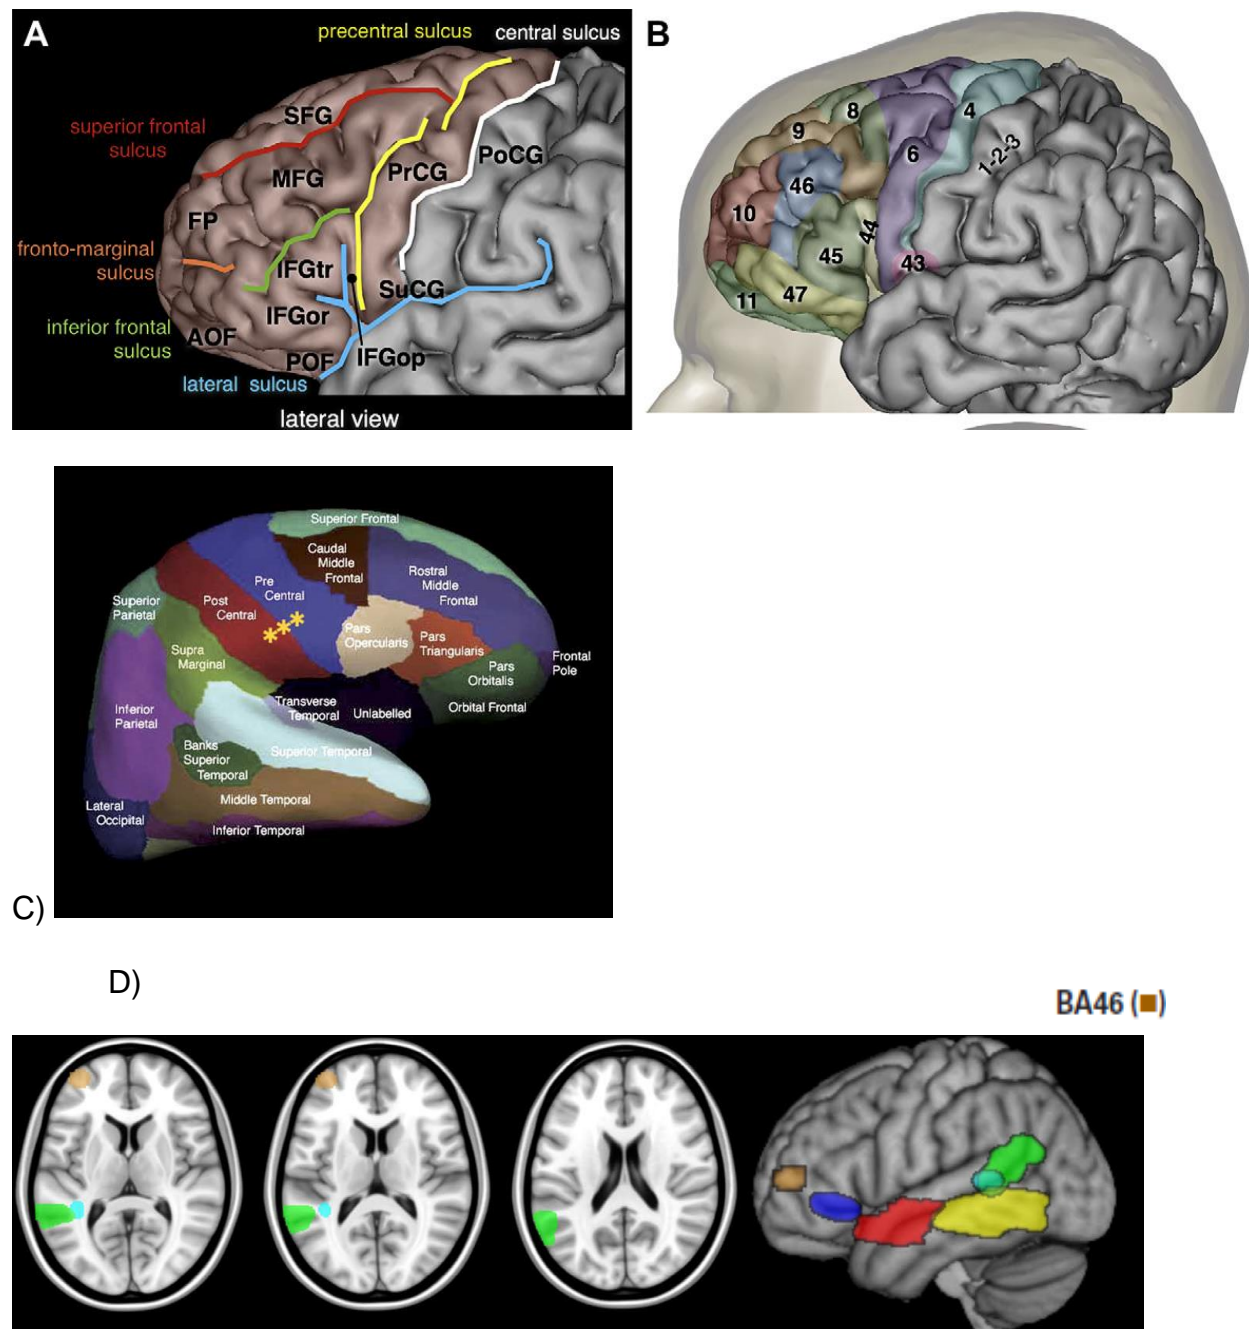 A
precentral sulcus
central sulcus
superior frontal
sulcus
SFG
MFG
PrCG
PoCG
FP
fronto-marginal
sulcus
IFGtr
SuCG
IFGor
inferior frontal
sulcus
AOF
POF
IFGop
lateral sulcus
lateral view
B
8
4
9
6
1-2-3
46
10
44
45
43
47
11
Superior Frontal
Caudal
Middle
Frontal
Rostral
Middle
Frontal
Pre
Central
Post
Central
***
Superior
Parietal
Supra
Marginal
Pars
Opercularis
Pars
Triangularis
Pars
Orbitalis
Frontal
Pole
Orbital Frontal
Inferior
Parietal
Transverse
Temporal
Unlabelled
Banks
Superior
Temporal
Superior Temporal
Middle Temporal
Lateral
Occipital
Inferior Temporal
C)
D)
BA46 (■)